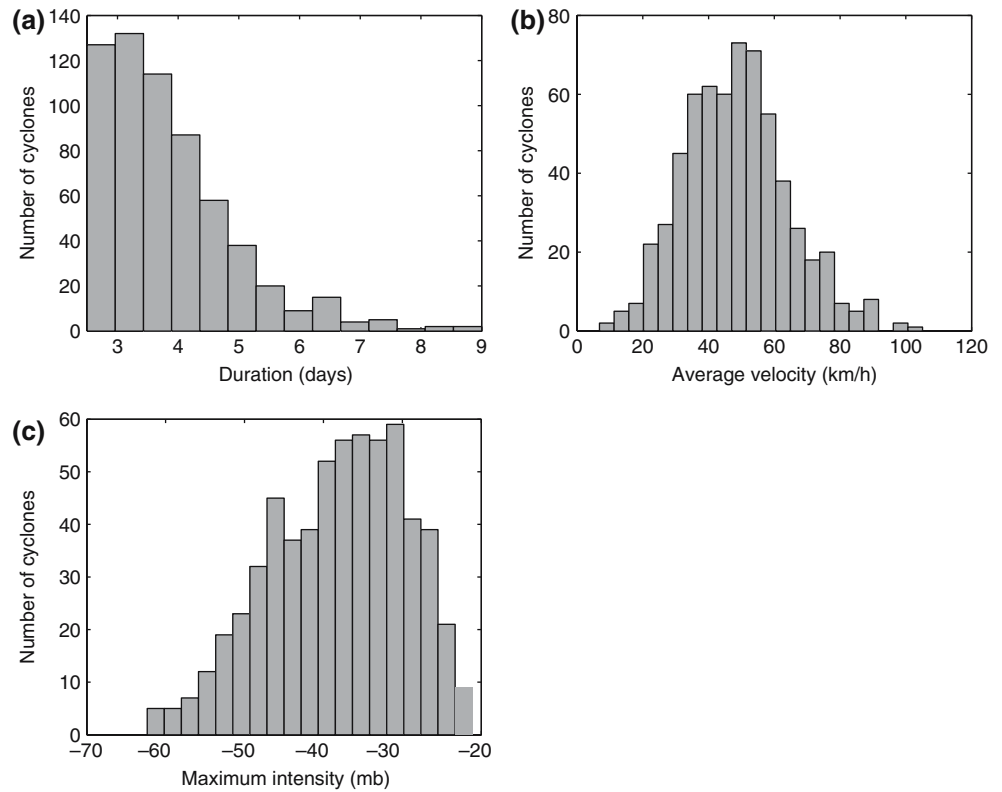 (a)
140
120
100
80
60
40
20
0
Number of cyclones
3 4 5 6 7 8 9
Duration (days)
(b)
80
60
40
20
0
Number of cyclones
0 20 40 60 80 100 120
Average velocity (km/h)
(c)
60
50
40
30
20
10
0
Number of cyclones
–70 –60 –50 –40 –30 –20
Maximum intensity (mb)